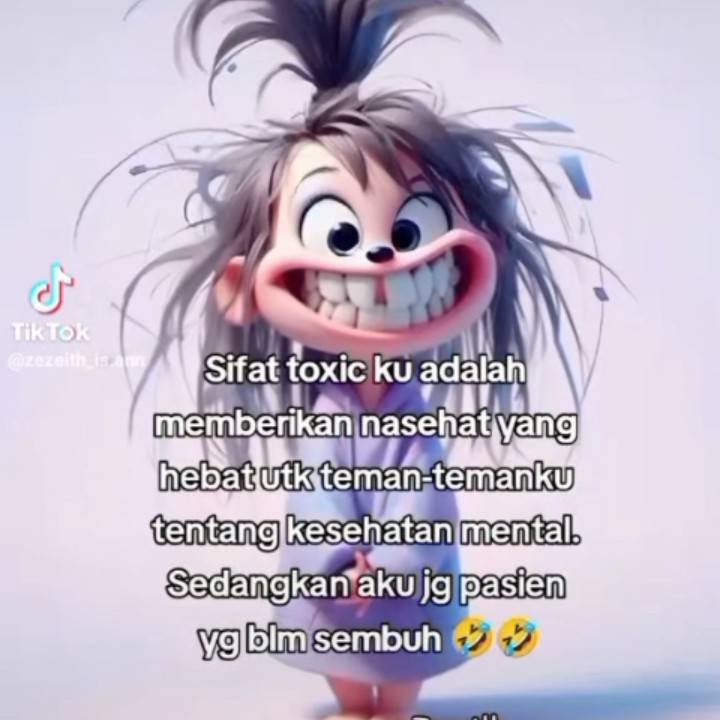 TikTok
Sifat toxic ku adalah
memberikan nasehat yang
hebat utk teman-temanku
tentang kesehatan mental.
Sedangkan aku jg pasien
yg blm sembuh 🤣🤣